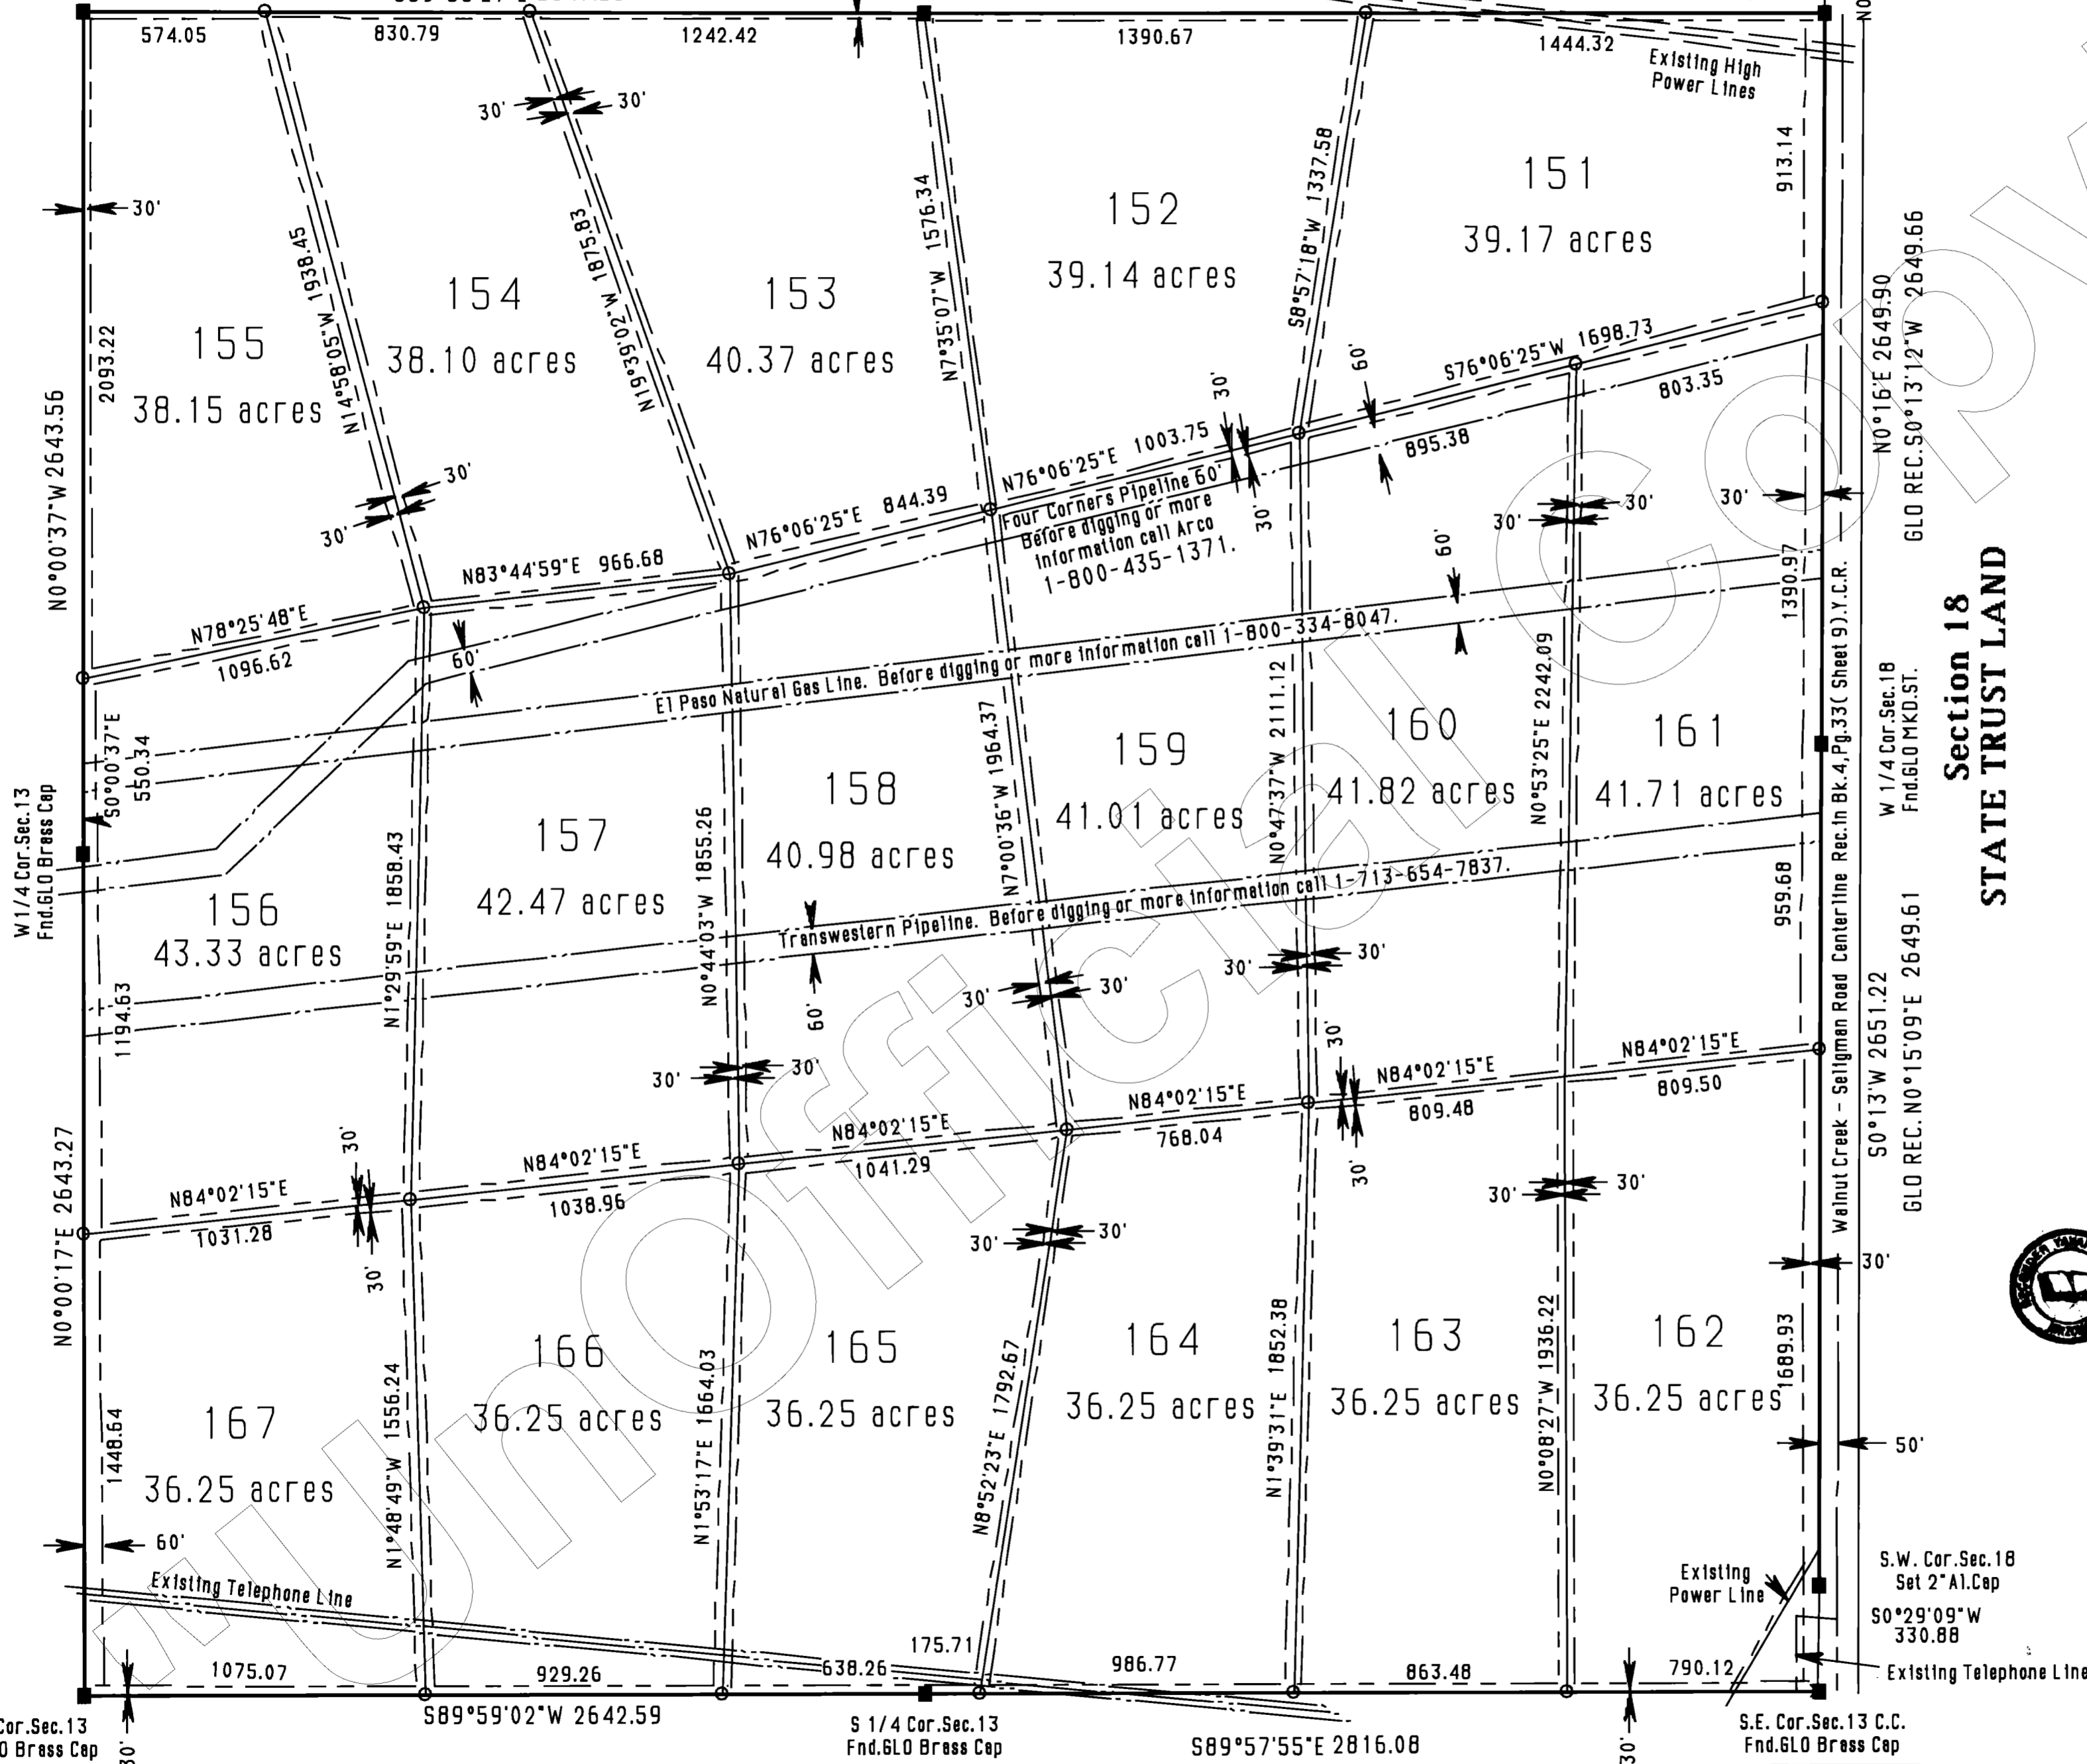 574.05
830.79
1242.42
1390.67
1444.32
Existing High
Power Lines
30'
30'
30'
N14°58'05"W 1938.45
N19°39'02"W 1875.83
N7°35'07"W 1576.34
S8°57'18"W 1337.58
913.14
155
38.15 acres
154
38.10 acres
153
40.37 acres
152
39.14 acres
151
39.17 acres
N0°00'37"W 2643.56
2093.22
N0°16'E 2649.90
GLO REC.S0°13'12"W 2649.66
30'
30'
N78°25'48"E
1096.62
N83°44'59"E 966.68
N76°06'25"E 844.39
N76°06'25"E 1003.75
S76°06'25"W 1698.73
895.38
803.35
30'
30'
60'
Four Corners Pipeline 60'
Before digging or more
information call Arco
1-800-435-1371.
30'
30'
30'
60'
60'
El Paso Natural Gas Line. Before digging or more information call 1-800-334-8047.
S0°00'37"E
550.34
W1/4 Cor.Sec.13
Fnd.GLO Brass Cap
156
43.33 acres
157
42.47 acres
158
40.98 acres
159
41.01 acres
160
41.82 acres
161
41.71 acres
1194.63
N1°29'59"E 1858.43
N0°44'03"W 1855.26
N7°00'36"W 1964.37
N0°47'37"W 2111.12
N0°53'25"E 2242.09
1390.97
959.68
Transwestern Pipeline. Before digging or more information call 1-713-654-7837.
60'
30'
30'
30'
30'
30'
30'
Walnut Creek - Seligman Road Centerline Rec.In Bk.4,Pg.33( Sheet 9).Y.C.R.
W 1/4 Cor.Sec.18
Fnd.GLO MKD.ST.
Section 18
STATE TRUST LAND
S0°13'W 2651.22
GLO REC.N0°15'09"E 2649.61
N84°02'15"E
1031.28
N84°02'15"E
1038.96
N84°02'15"E
1041.29
N84°02'15"E
768.04
N84°02'15"E
809.48
N84°02'15"E
809.50
30'
30'
30'
30'
30'
30'
30'
30'
30'
N0°00'17"E 2643.27
1448.64
N1°48'49"W 1556.24
N1°53'17"E 1664.03
N8°52'23"E 1792.67
N1°39'31"E 1852.38
N0°08'27"W 1936.22
1689.93
167
36.25 acres
166
36.25 acres
165
36.25 acres
164
36.25 acres
163
36.25 acres
162
36.25 acres
50'
60'
Existing Telephone Line
Existing
Power Line
S.W. Cor.Sec.18
Set 2"Al.Cap
S0°29'09"W
330.88
Existing Telephone Line
1075.07
929.26
638.26
175.71
986.77
863.48
790.12
30'
30'
S89°59'02"W 2642.59
S 1/4 Cor.Sec.13
Fnd.GLO Brass Cap
S89°57'55"E 2816.08
S.E. Cor.Sec.13 C.C.
Fnd.GLO Brass Cap
Cor.Sec.13
Brass Cap
Unofficial Copy